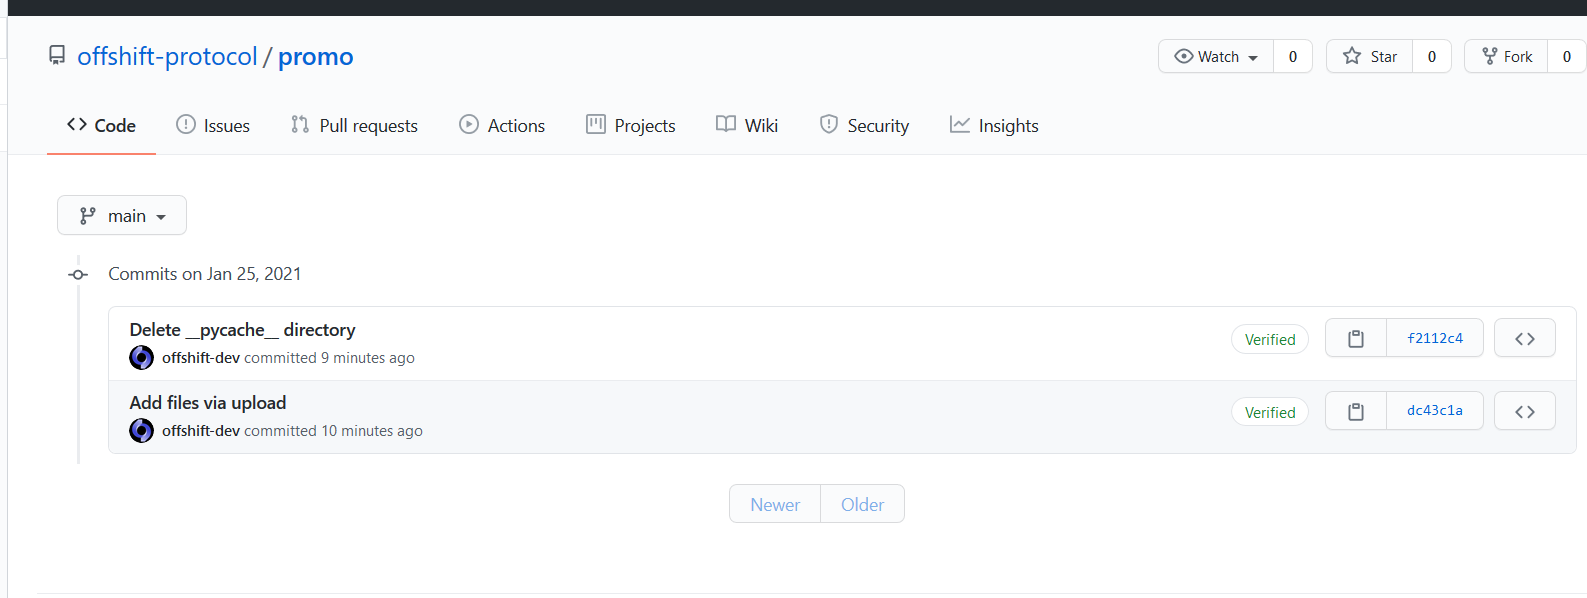 offshift-protocol / promo
Watch 0 Star 0 Fork 0
Code Issues Pull requests Actions Projects Wiki Security Insights
main
Commits on Jan 25, 2021
Delete __pycache__ directory
offshift-dev committed 9 minutes ago
Verified f2112c4
Add files via upload
offshift-dev committed 10 minutes ago
Verified dc43c1a
Newer Older